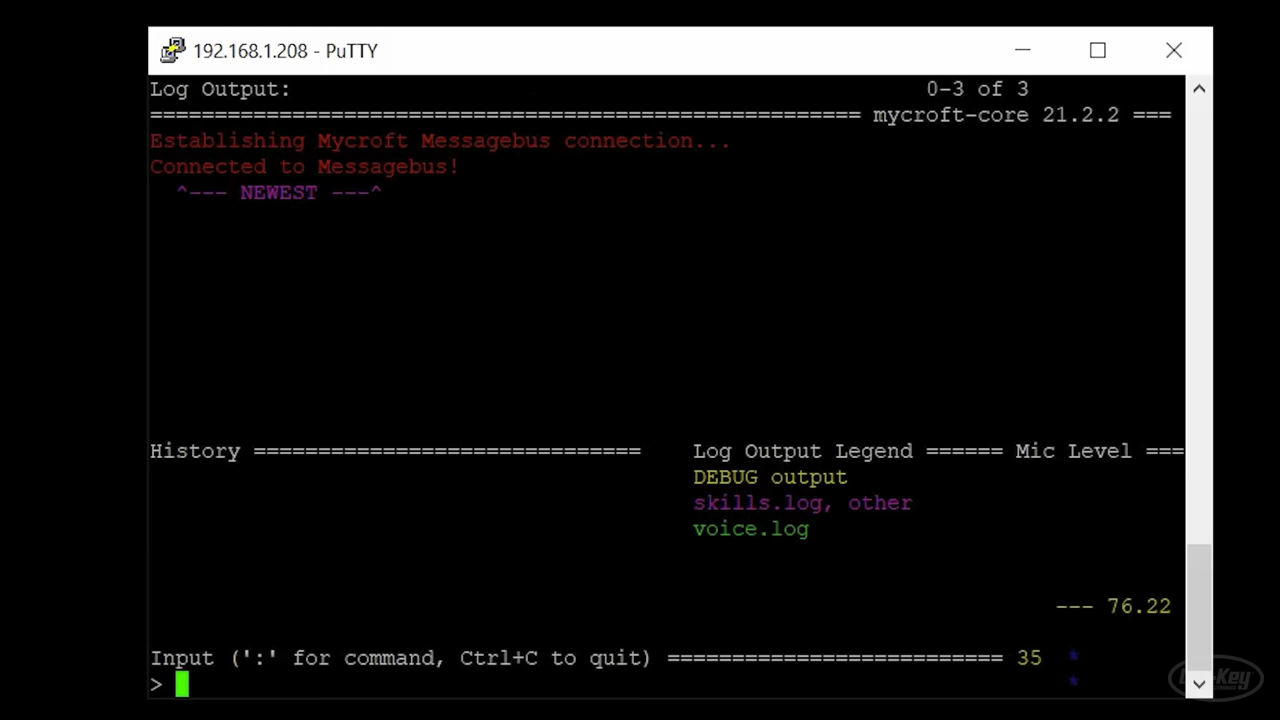 192.168.1.208 - PuTTY
Log Output: 0-3 of 3
======================================================= mycroft-core 21.2.2 ===
Establishing Mycroft Messagebus connection...
Connected to Messagebus!
^--- NEWEST ---^
History ============================== Log Output Legend ====== Mic Level ===
DEBUG output
skills.log, other
voice.log
--- 76.22
Input (':' for command, Ctrl+C to quit) ========================== 35 *
> *
Digi-Key